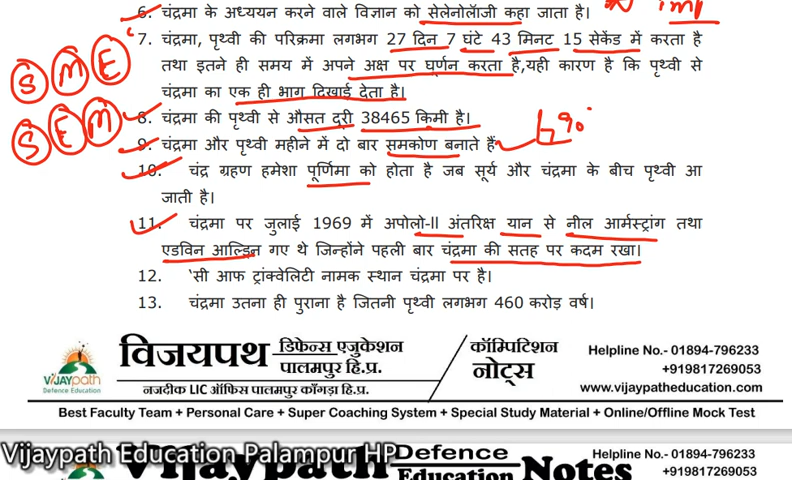 6. चंद्रमा के अध्ययन करने वाले विज्ञान को सेलेनोलॅाजी कहा जाता है।
imp
7. चंद्रमा, पृथ्वी की परिक्रमा लगभग 27 दिन 7 घंटे 43 मिनट 15 सेकेंड में करता है
तथा इतने ही समय में अपने अक्ष पर घूर्णन करता है,यही कारण है कि पृथ्वी से
S M E
चंद्रमा का एक ही भाग दिखाई देता है।
8. चंद्रमा की पृथ्वी से औसत दूरी 38465 किमी है।
S E M
90°
9. चंद्रमा और पृथ्वी महीने में दो बार समकोण बनाते हैं
10. चंद्र ग्रहण हमेशा पूर्णिमा को होता है जब सूर्य और चंद्रमा के बीच पृथ्वी आ
जाती है।
11. चंद्रमा पर जुलाई 1969 में अपोलो-II अंतरिक्ष यान से नील आर्मस्ट्रांग तथा
एडविन आल्ड्रिन गए थे जिन्होंने पहली बार चंद्रमा की सतह पर कदम रखा।
12. 'सी आफ ट्रांक्वेलिटी नामक स्थान चंद्रमा पर है।
13. चंद्रमा उतना ही पुराना है जितनी पृथ्वी लगभग 460 करोड़ वर्ष।
VIJAYpath
Defence Education
विजयपथ डिफेन्स एजुकेशन
पालमपुर हि.प्र.
नजदीक LIC ऑफिस पालमपुर काँगड़ा हि.प्र.
कॉम्पिटिशन
नोट्स
Helpline No.- 01894-796233
+919817269053
www.vijaypatheducation.com
Best Faculty Team + Personal Care + Super Coaching System + Special Study Material + Online/Offline Mock Test
Vijaypath Education Palampur HP
Vijaypath Defence
Education Notes
Helpline No.- 01894-796233
+919817269053